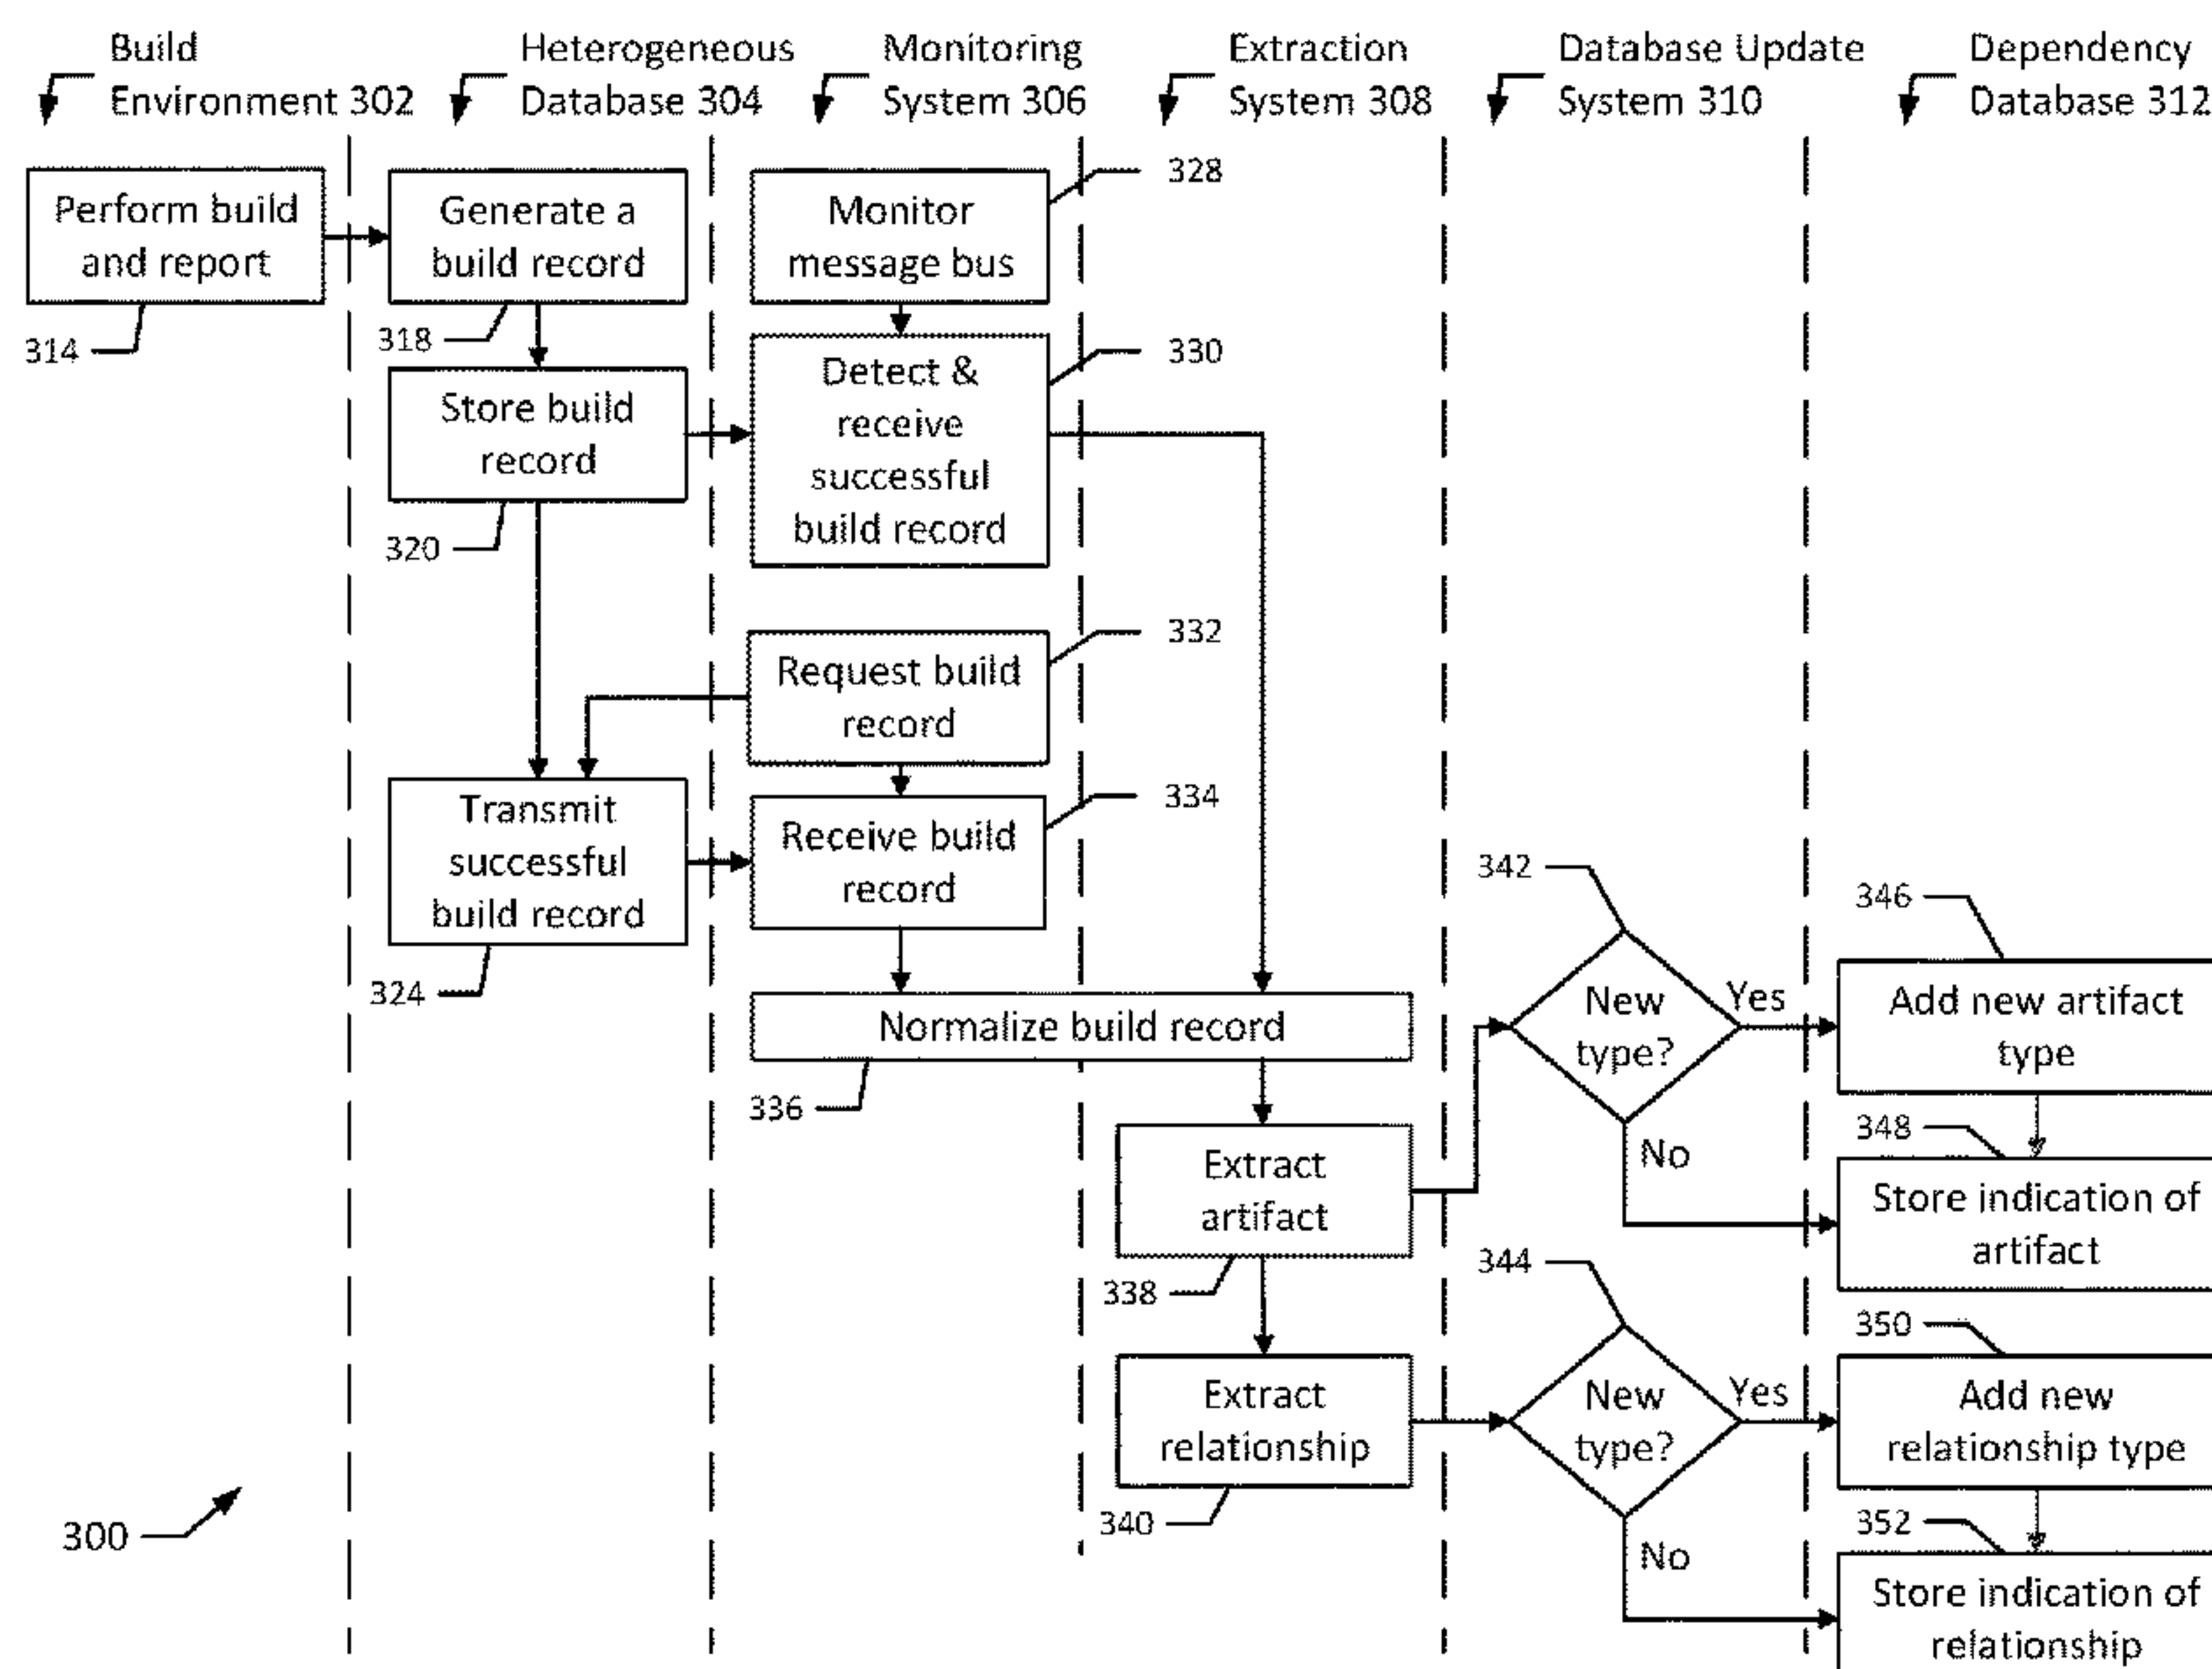 Build
Environment 302
Heterogeneous
Database 304
Monitoring
System 306
Extraction
System 308
Database Update
System 310
Dependency
Database 312
Perform build
and report
314
Generate a
build record
318
Store build
record
320
Transmit
successful
build record
324
Monitor
message bus
328
Detect &
receive
successful
build record
330
Request build
record
332
Receive build
record
334
Normalize build record
336
Extract
artifact
338
Extract
relationship
340
342
New
type?
Yes
No
344
New
type?
Yes
No
346
Add new artifact
type
348
Store indication of
artifact
350
Add new
relationship type
352
Store indication of
relationship
300